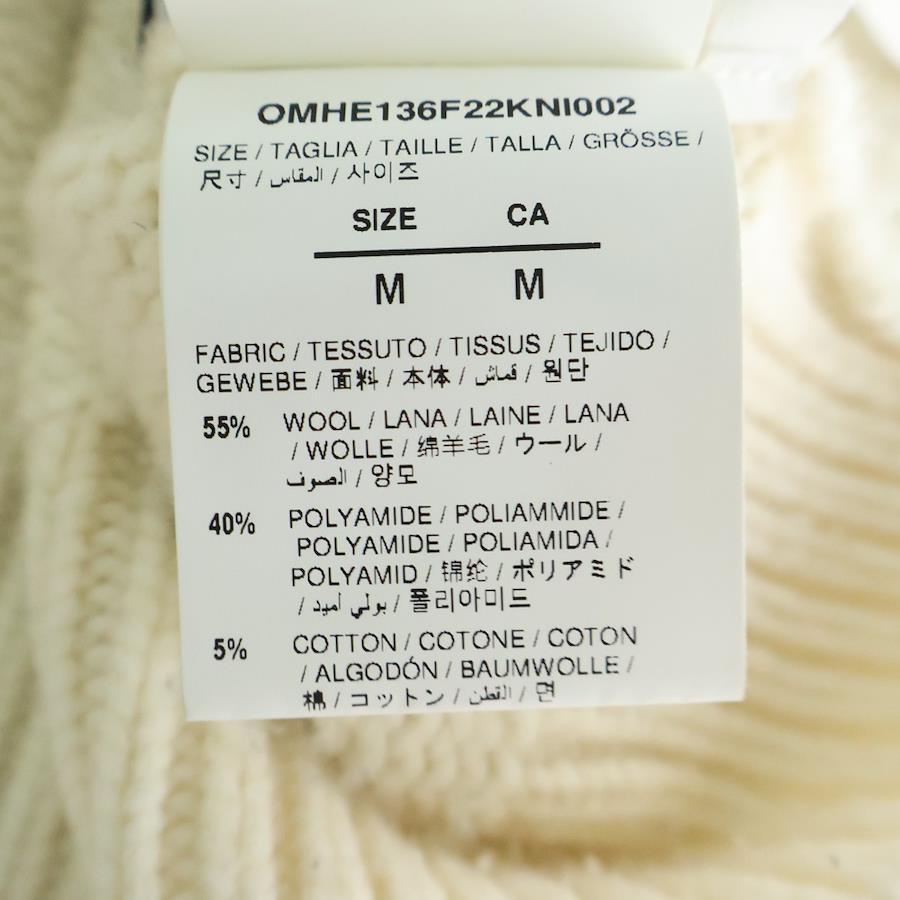 OMHE136F22KNI002
SIZE / TAGLIA / TAILLE / TALLA / GRÖSSE /
尺寸 / المقاس / 사이즈
SIZE CA
M M
FABRIC / TESSUTO / TISSUS / TEJIDO /
GEWEBE / 面料 / 本体 / قماش / 원단
55% WOOL / LANA / LAINE / LANA
/ WOLLE / 绵羊毛 / ウール /
الصوف / 양모
40% POLYAMIDE / POLIAMMIDE /
POLYAMIDE / POLIAMIDA /
POLYAMID / 锦纶 / ポリアミド
/ بولي أميد / 폴리아미드
5% COTTON / COTONE / COTON
/ ALGODÓN / BAUMWOLLE /
棉 / コットン / القطن / 면